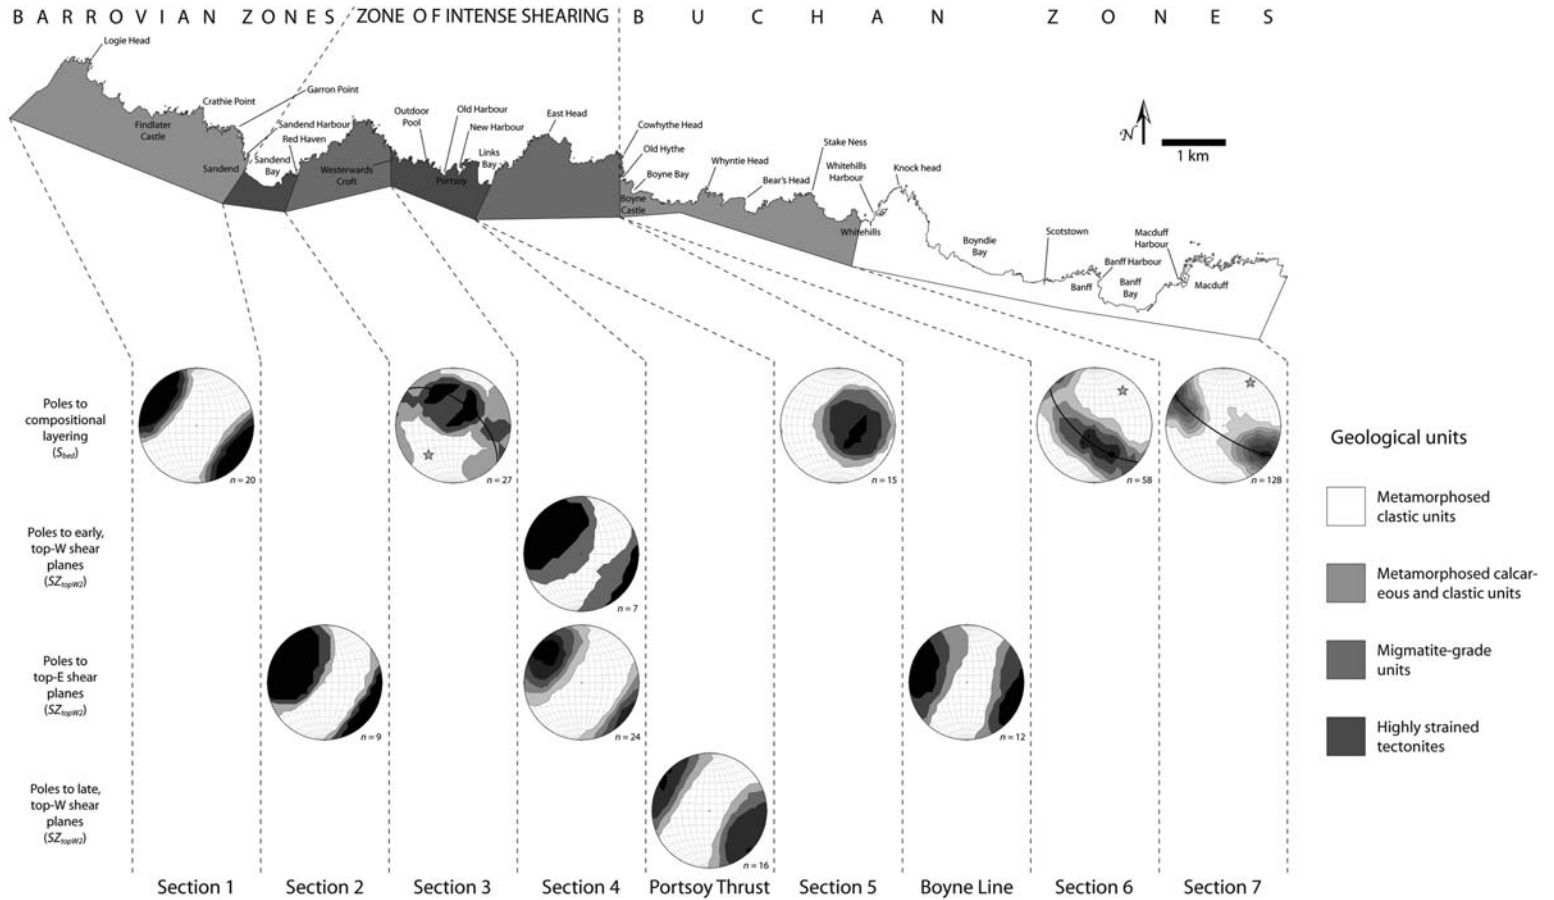 B A R R O V I A N Z O N E S
ZONE OF INTENSE SHEARING
B U C H A N Z O N E S
Logie Head
Crathie Point
Garron Point
Findlater
Castle
Sandend Harbour
Red Haven
Sandend
Sandend
Bay
Westerwards
Croft
Outdoor
Pool
Old Harbour
New Harbour
Links
Bay
Portsoy
East Head
Cowhythe Head
Old Hythe
Boyne Bay
Boyne
Castle
Whyntie Head
Bear's Head
Stake Ness
Whitehills
Harbour
Knock head
Whitehills
Boyndie
Bay
Scotstown
Macduff
Harbour
Banff Harbour
Banff
Banff
Bay
Macduff
N
1 km
Poles to
compositional
layering
(Sbed)
n = 20
n = 27
n = 15
n = 58
n = 128
Poles to early,
top-W shear
planes
(SZtopW2)
n = 7
Poles to
top-E shear
planes
(SZtopW2)
n = 9
n = 24
n = 12
Poles to late,
top-W shear
planes
(SZtopW2)
n = 16
Section 1
Section 2
Section 3
Section 4
Portsoy Thrust
Section 5
Boyne Line
Section 6
Section 7
Geological units
Metamorphosed
clastic units
Metamorphosed calcar-
eous and clastic units
Migmatite-grade
units
Highly strained
tectonites